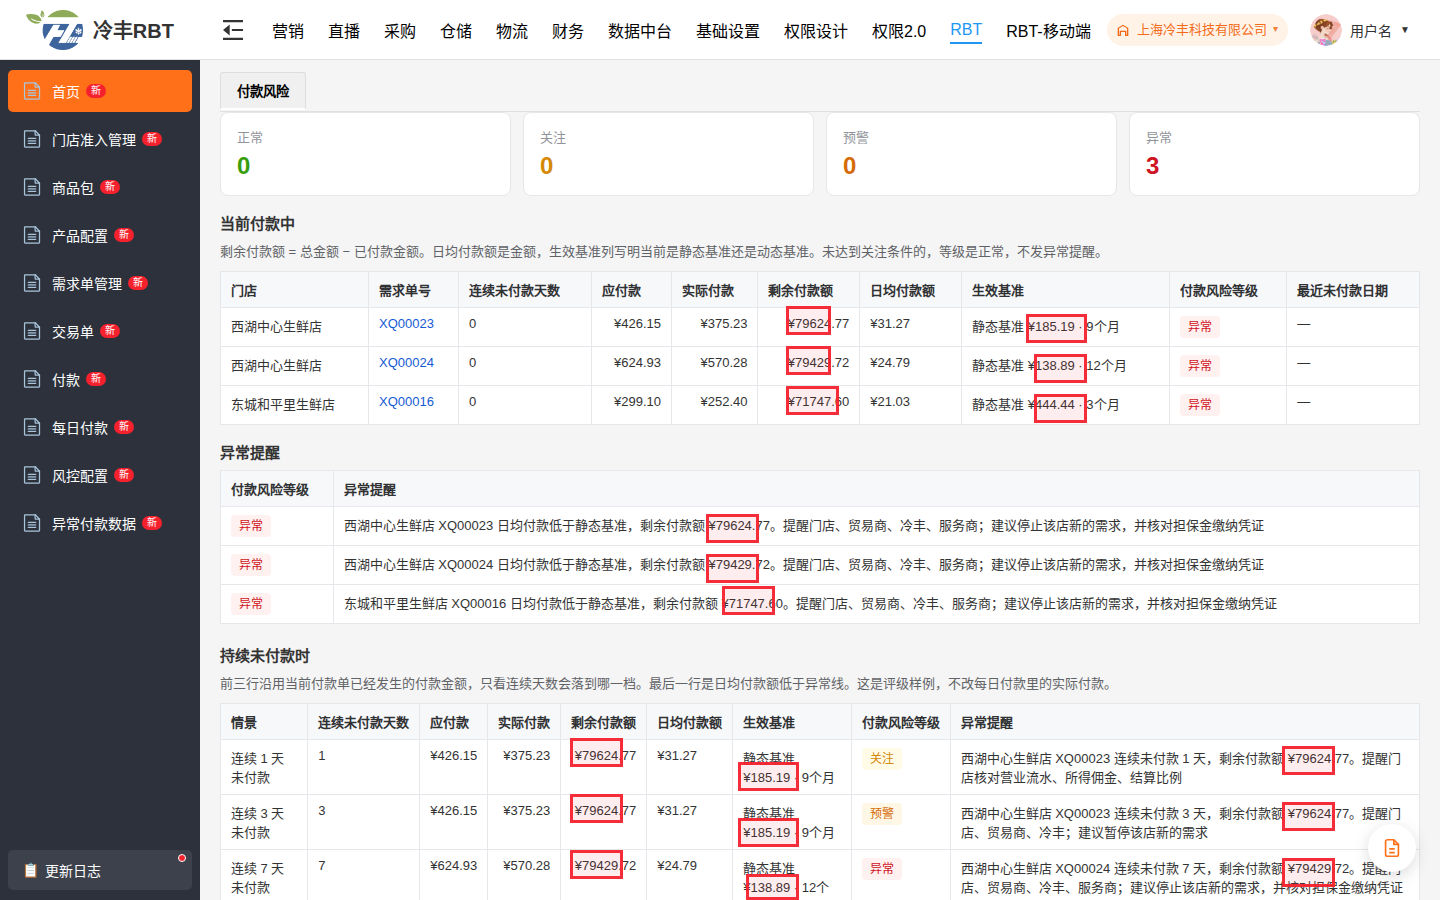 冷丰RBT
营销 直播 采购 仓储 物流 财务 数据中台 基础设置 权限设计 权限2.0 RBT RBT-移动端 上海冷丰科技有限公司 ▾ 用户名 ▼
首页 新
门店准入管理 新
商品包 新
产品配置 新
需求单管理 新
交易单 新
付款 新
每日付款 新
风控配置 新
异常付款数据 新
更新日志
付款风险
正常 关注 预警 异常
0 0 0 3
当前付款中
剩余付款额 = 总金额 − 已付款金额。日均付款额是金额，生效基准列写明当前是静态基准还是动态基准。未达到关注条件的，等级是正常，不发异常提醒。
门店 需求单号 连续未付款天数 应付款 实际付款 剩余付款额 日均付款额 生效基准 付款风险等级 最近未付款日期
西湖中心生鲜店 XQ00023 0 ¥426.15 ¥375.23 ¥79624.77 ¥31.27 静态基准 ¥185.19 · 9个月 异常 —
西湖中心生鲜店 XQ00024 0 ¥624.93 ¥570.28 ¥79429.72 ¥24.79 静态基准 ¥138.89 · 12个月 异常 —
东城和平里生鲜店 XQ00016 0 ¥299.10 ¥252.40 ¥71747.60 ¥21.03 静态基准 ¥444.44 · 3个月 异常 —
异常提醒
付款风险等级 异常提醒
异常 西湖中心生鲜店 XQ00023 日均付款低于静态基准，剩余付款额 ¥79624.77。提醒门店、贸易商、冷丰、服务商；建议停止该店新的需求，并核对担保金缴纳凭证
异常 西湖中心生鲜店 XQ00024 日均付款低于静态基准，剩余付款额 ¥79429.72。提醒门店、贸易商、冷丰、服务商；建议停止该店新的需求，并核对担保金缴纳凭证
异常 东城和平里生鲜店 XQ00016 日均付款低于静态基准，剩余付款额 ¥71747.60。提醒门店、贸易商、冷丰、服务商；建议停止该店新的需求，并核对担保金缴纳凭证
持续未付款时
前三行沿用当前付款单已经发生的付款金额，只看连续天数会落到哪一档。最后一行是日均付款额低于异常线。这是评级样例，不改每日付款里的实际付款。
情景 连续未付款天数 应付款 实际付款 剩余付款额 日均付款额 生效基准 付款风险等级 异常提醒
连续 1 天 1 ¥426.15 ¥375.23 ¥79624.77 ¥31.27 静态基准 关注 西湖中心生鲜店 XQ00023 连续未付款 1 天，剩余付款额 ¥79624.77。提醒门
未付款 ¥185.19 · 9个月 店核对营业流水、所得佣金、结算比例
连续 3 天 3 ¥426.15 ¥375.23 ¥79624.77 ¥31.27 静态基准 预警 西湖中心生鲜店 XQ00023 连续未付款 3 天，剩余付款额 ¥79624.77。提醒门
未付款 ¥185.19 · 9个月 店、贸易商、冷丰；建议暂停该店新的需求
连续 7 天 7 ¥624.93 ¥570.28 ¥79429.72 ¥24.79 静态基准 异常 西湖中心生鲜店 XQ00024 连续未付款 7 天，剩余付款额 ¥79429.72。提醒门
未付款 ¥138.89 · 12个 店、贸易商、冷丰、服务商；建议停止该店新的需求，并核对担保金缴纳凭证